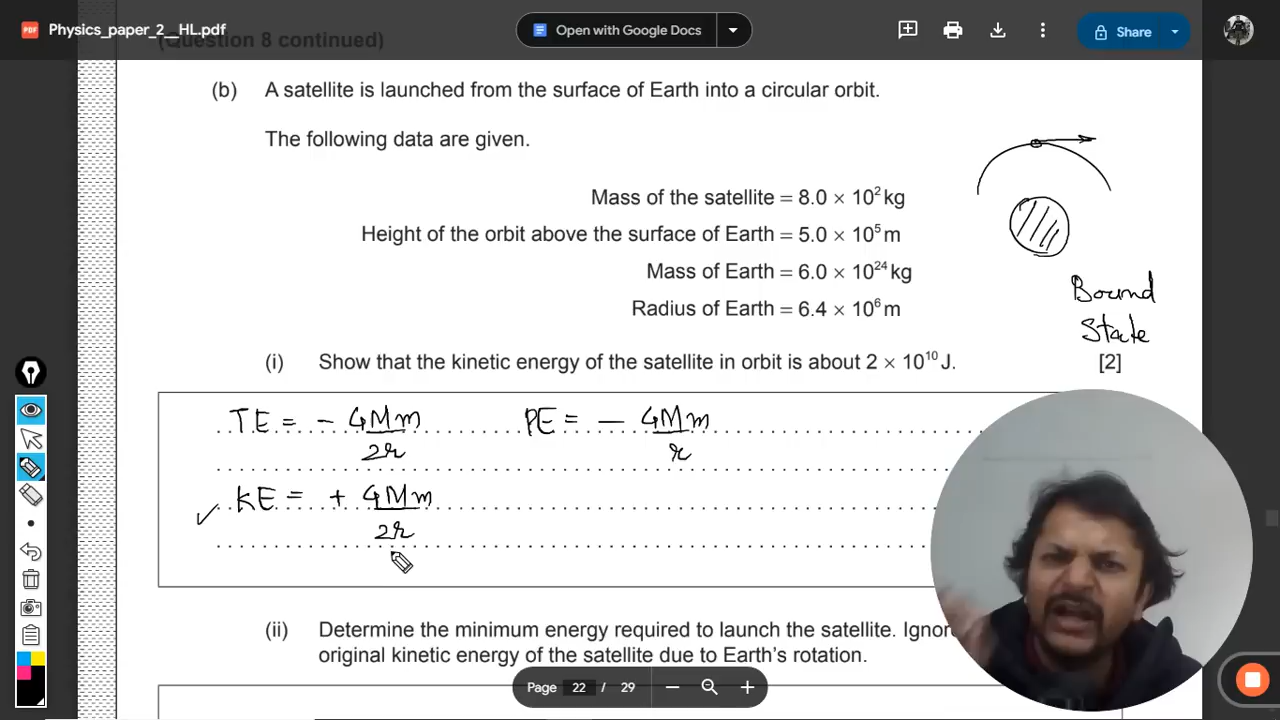 Physics_paper_2__HL.pdf
Open with Google Docs
Share
(Question 8 continued)
(b) A satellite is launched from the surface of Earth into a circular orbit.
The following data are given.
Mass of the satellite = 8.0 × 10² kg
Height of the orbit above the surface of Earth = 5.0 × 10⁵ m
Mass of Earth = 6.0 × 10²⁴ kg
Radius of Earth = 6.4 × 10⁶ m
Bound
State
(i) Show that the kinetic energy of the satellite in orbit is about 2 × 10¹⁰ J. [2]
TE = - GMm/2r PE = - GMm/r
✓ KE = + GMm/2r
(ii) Determine the minimum energy required to launch the satellite. Ignor
original kinetic energy of the satellite due to Earth's rotation.
Page 22 / 29